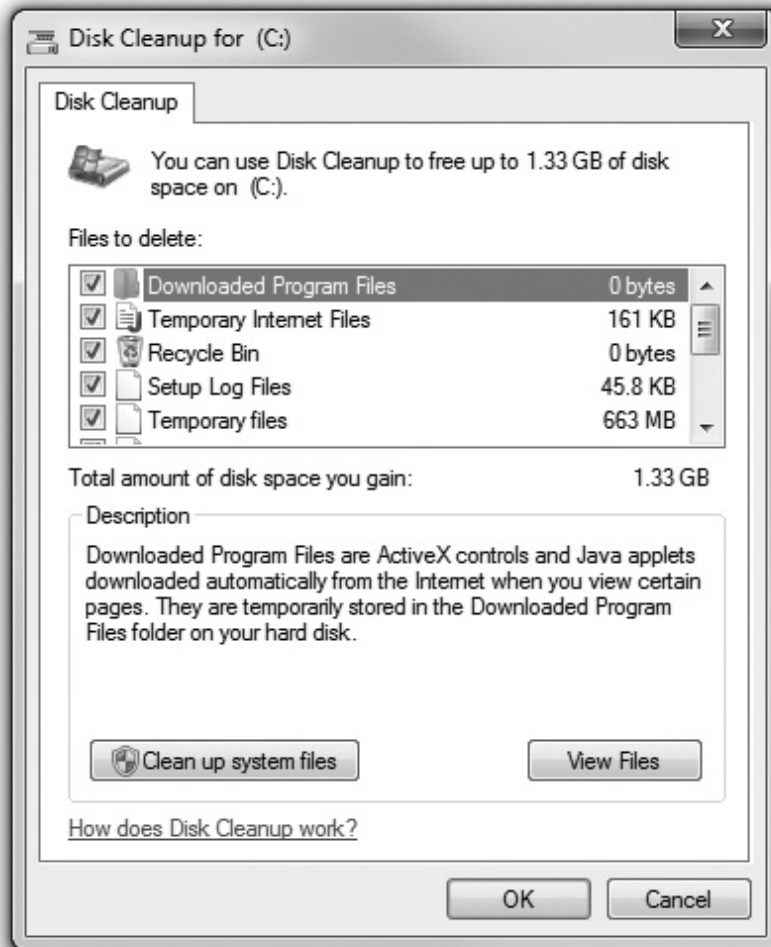 Disk Cleanup for (C:)
Disk Cleanup
You can use Disk Cleanup to free up to 1.33 GB of disk
space on (C:).
Files to delete:
Downloaded Program Files 0 bytes
Temporary Internet Files 161 KB
Recycle Bin 0 bytes
Setup Log Files 45.8 KB
Temporary files 663 MB
Total amount of disk space you gain: 1.33 GB
Description
Downloaded Program Files are ActiveX controls and Java applets
downloaded automatically from the Internet when you view certain
pages. They are temporarily stored in the Downloaded Program
Files folder on your hard disk.
Clean up system files View Files
How does Disk Cleanup work?
OK Cancel